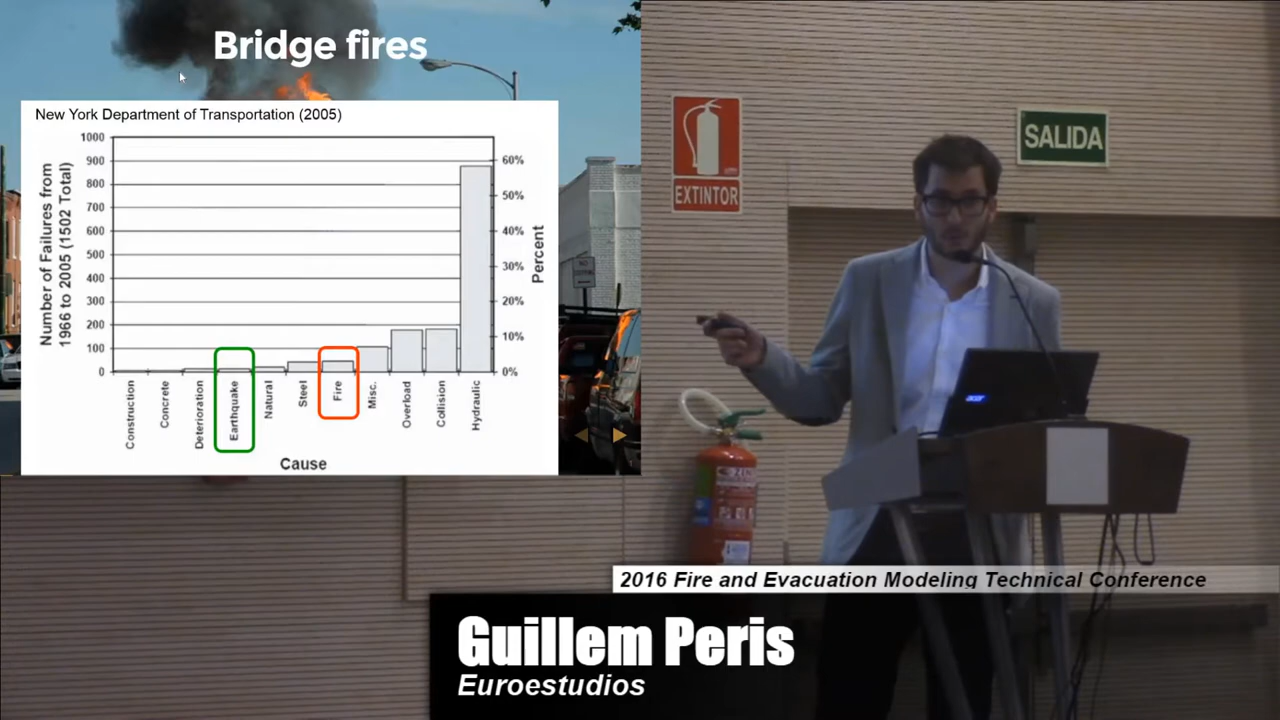 Bridge fires
New York Department of Transportation (2005)
Number of Failures from
1966 to 2005 (1502 Total)
1000
900
800
700
600
500
400
300
200
100
0
60%
50%
40%
30%
20%
10%
0%
Percent
Construction
Concrete
Deterioration
Earthquake
Natural
Steel
Fire
Misc.
Overload
Collision
Hydraulic
Cause
EXTINTOR
SALIDA
acer
2016 Fire and Evacuation Modeling Technical Conference
Guillem Peris
Euroestudios